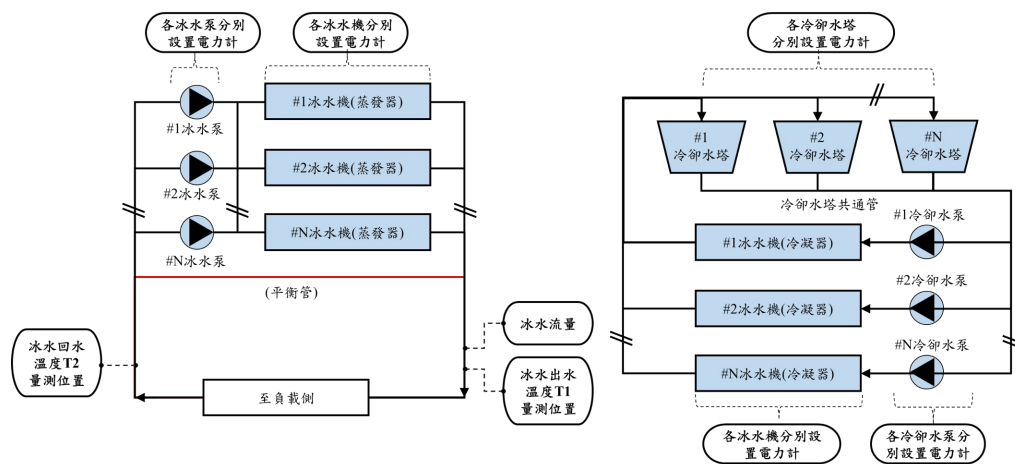 各冰水泵分別
設置電力計
各冰水機分別
設置電力計
#1冰水泵
#2冰水泵
#N冰水泵
#1冰水機(蒸發器)
#2冰水機(蒸發器)
#N冰水機(蒸發器)
(平衡管)
冰水回水
溫度T2
量測位置
至負載側
冰水流量
冰水出水
溫度T1
量測位置
各冷卻水塔
分別設置電力計
#1
冷卻水塔
#2
冷卻水塔
#N
冷卻水塔
冷卻水塔共通管
#1冰水機(冷凝器)
#1冷卻水泵
#2冰水機(冷凝器)
#2冷卻水泵
#N冰水機(冷凝器)
#N冷卻水泵
各冰水機分別設
置電力計
各冷卻水泵分
別設置電力計